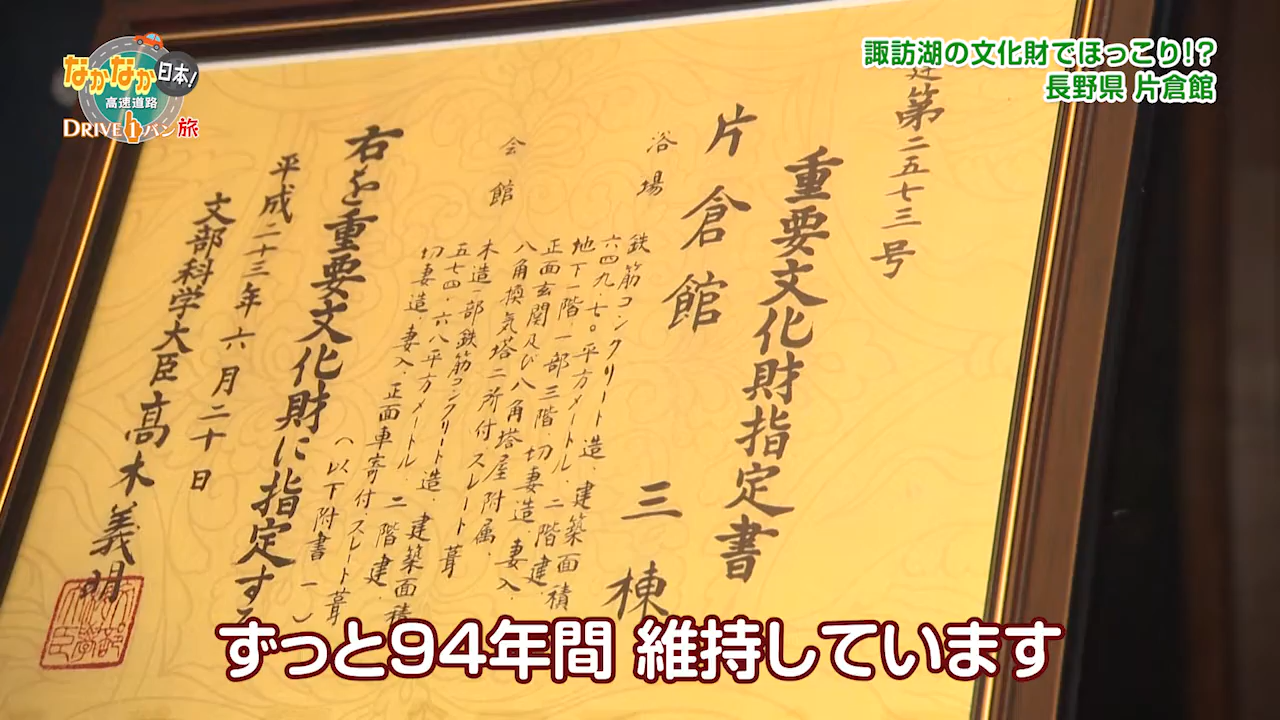 なかなか日本!
高速道路
DRIVE1バン旅
諏訪湖の文化財でほっこり!?
長野県 片倉館
第二五七三号
重要文化財指定書
片倉館 三棟
浴場
鉄筋コンクリート造、建築面積
六四九・七〇平方メートル、二階建、
地下一階、一部三階、切妻造、妻入、
正面玄関及び八角塔屋附属、
八角換気塔二所付スレート葺
会館
木造一部鉄筋コンクリート造、建築面積
五七四・六八平方メートル、二階建、
切妻造、妻入、正面車寄付スレート葺
(以下附書一)
右を重要文化財に指定する
平成二十三年六月二十日
文部科学大臣 髙木義明
ずっと94年間 維持しています